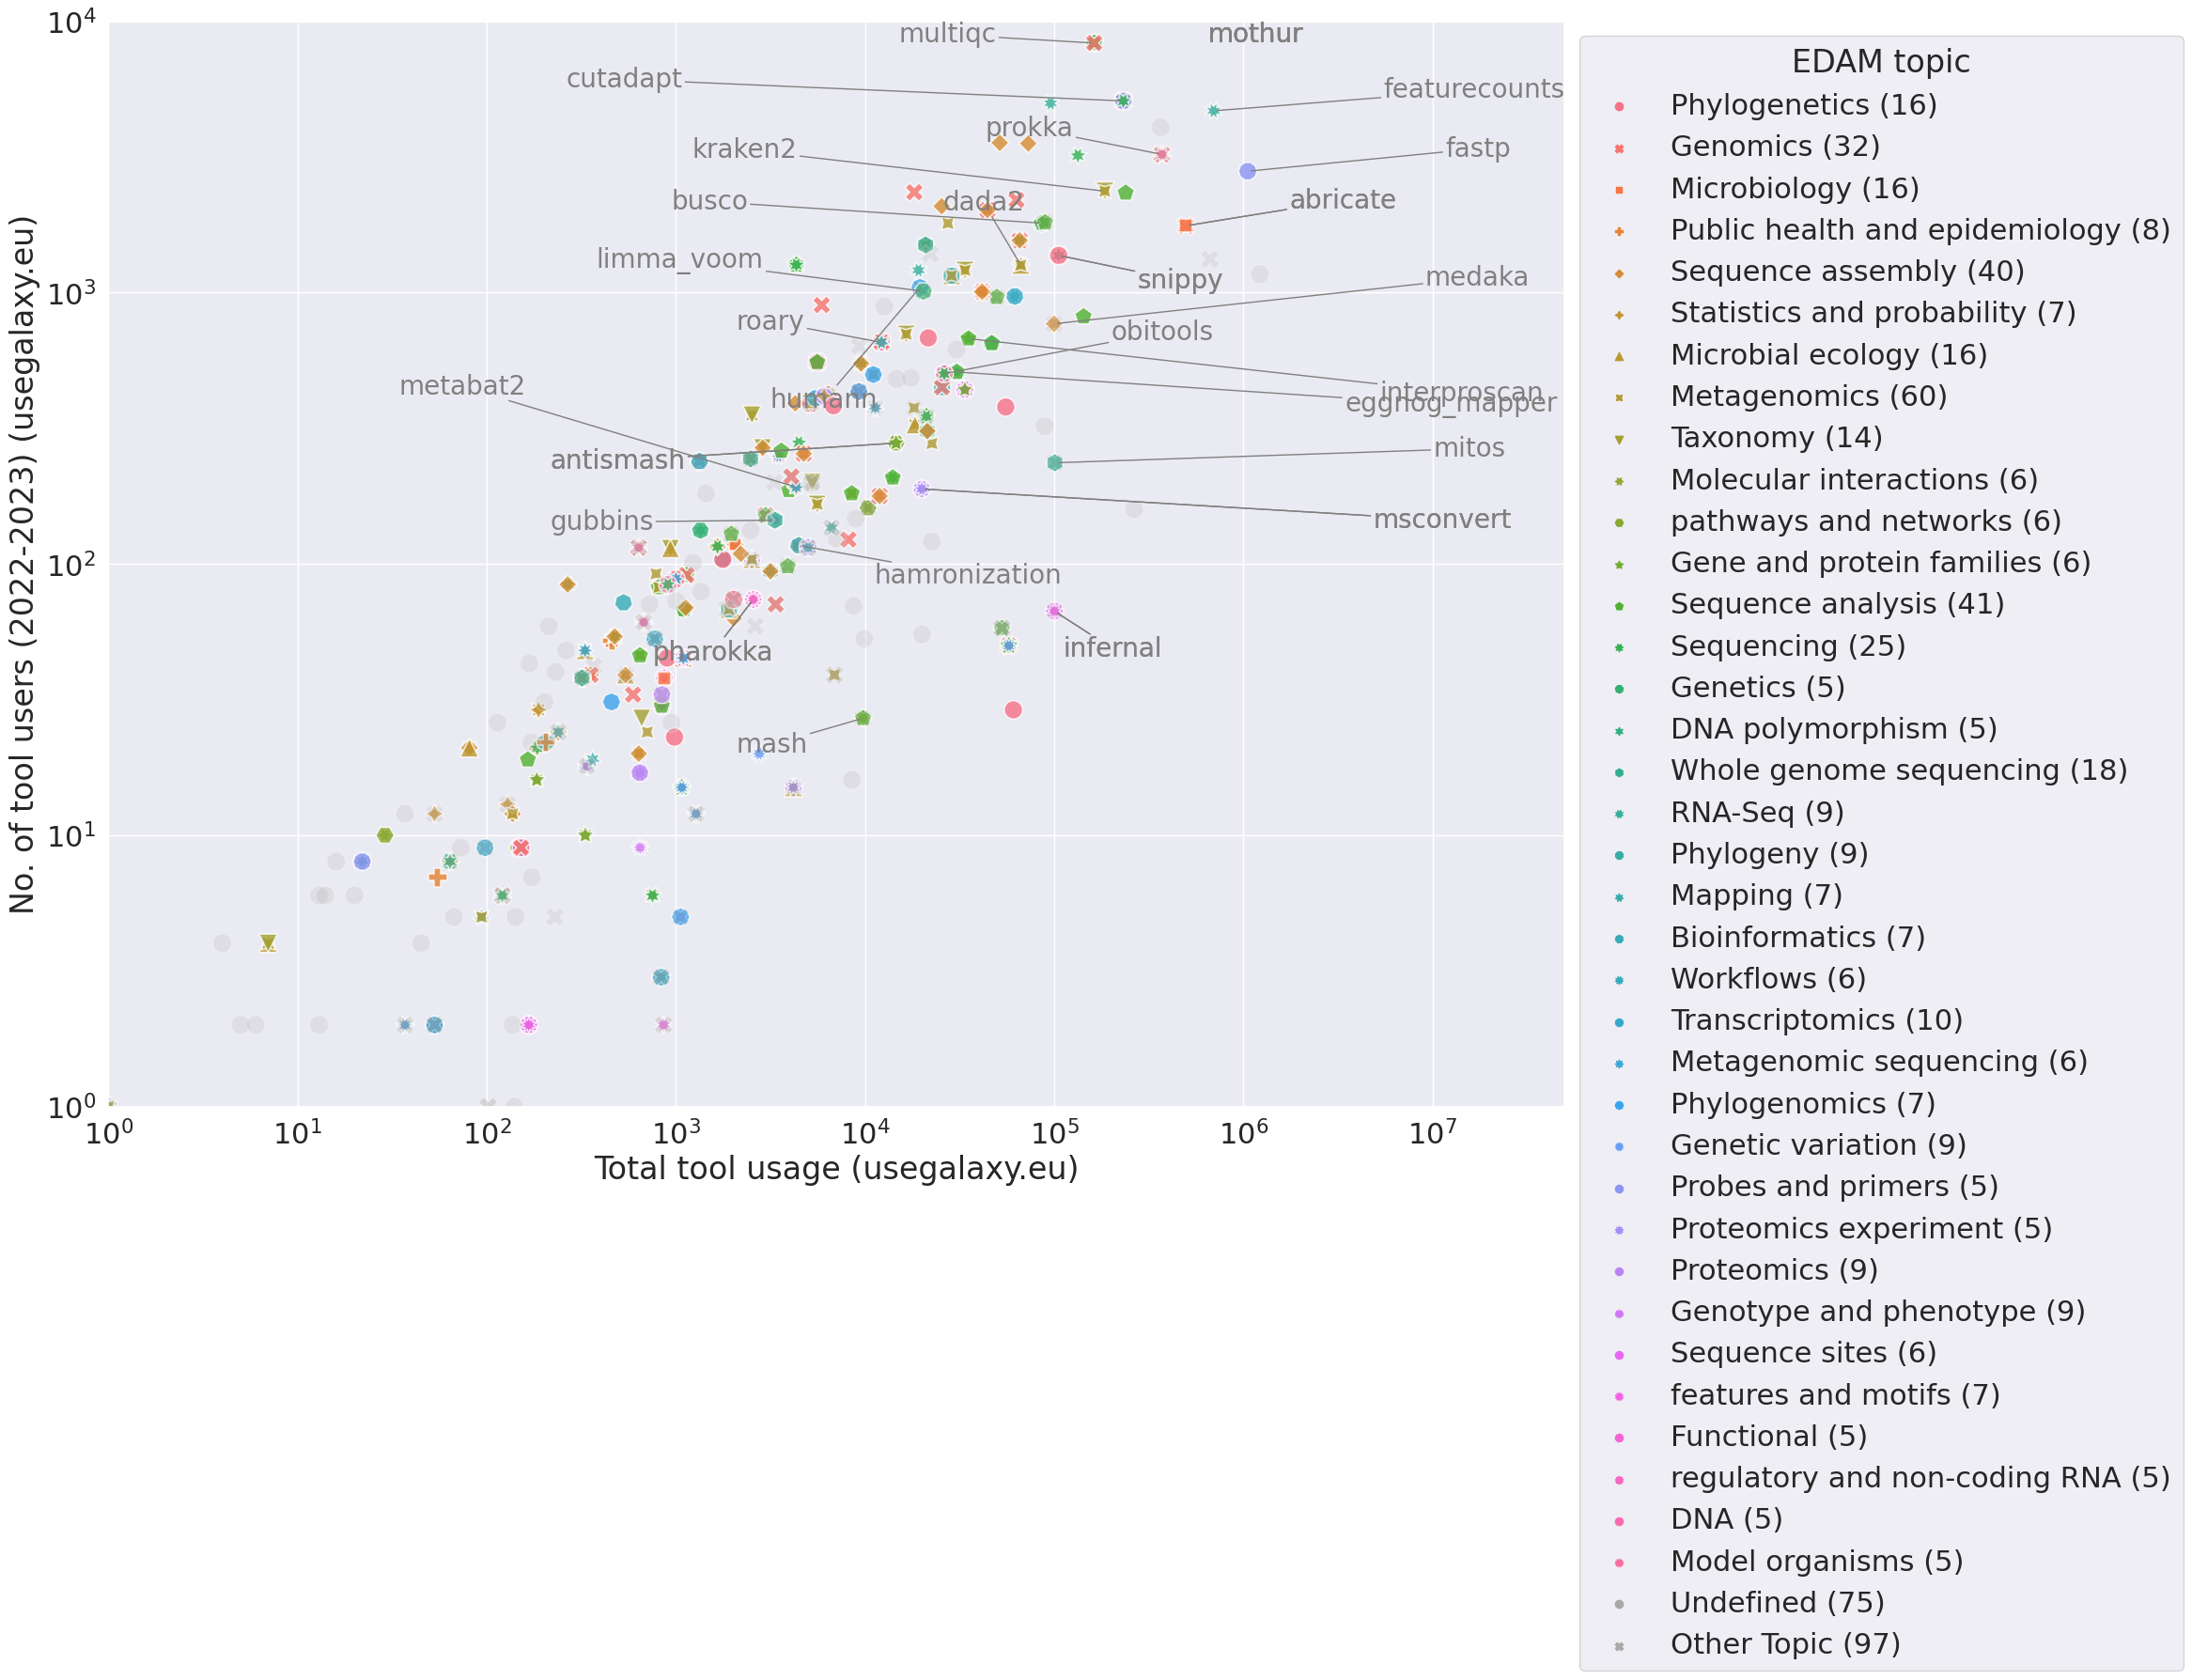 10⁴
10³
10²
10¹
10⁰
No. of tool users (2022-2023) (usegalaxy.eu)
multiqc
mothur
cutadapt
featurecounts
prokka
kraken2
fastp
busco
dada2
abricate
limma_voom
snippy
medaka
roary
obitools
metabat2
humann
interproscan
eggnog_mapper
antismash
mitos
gubbins
msconvert
hamronization
pharokka
infernal
mash
10⁰
10¹
10²
10³
10⁴
10⁵
10⁶
10⁷
Total tool usage (usegalaxy.eu)
EDAM topic
Phylogenetics (16)
Genomics (32)
Microbiology (16)
Public health and epidemiology (8)
Sequence assembly (40)
Statistics and probability (7)
Microbial ecology (16)
Metagenomics (60)
Taxonomy (14)
Molecular interactions (6)
pathways and networks (6)
Gene and protein families (6)
Sequence analysis (41)
Sequencing (25)
Genetics (5)
DNA polymorphism (5)
Whole genome sequencing (18)
RNA-Seq (9)
Phylogeny (9)
Mapping (7)
Bioinformatics (7)
Workflows (6)
Transcriptomics (10)
Metagenomic sequencing (6)
Phylogenomics (7)
Genetic variation (9)
Probes and primers (5)
Proteomics experiment (5)
Proteomics (9)
Genotype and phenotype (9)
Sequence sites (6)
features and motifs (7)
Functional (5)
regulatory and non-coding RNA (5)
DNA (5)
Model organisms (5)
Undefined (75)
Other Topic (97)